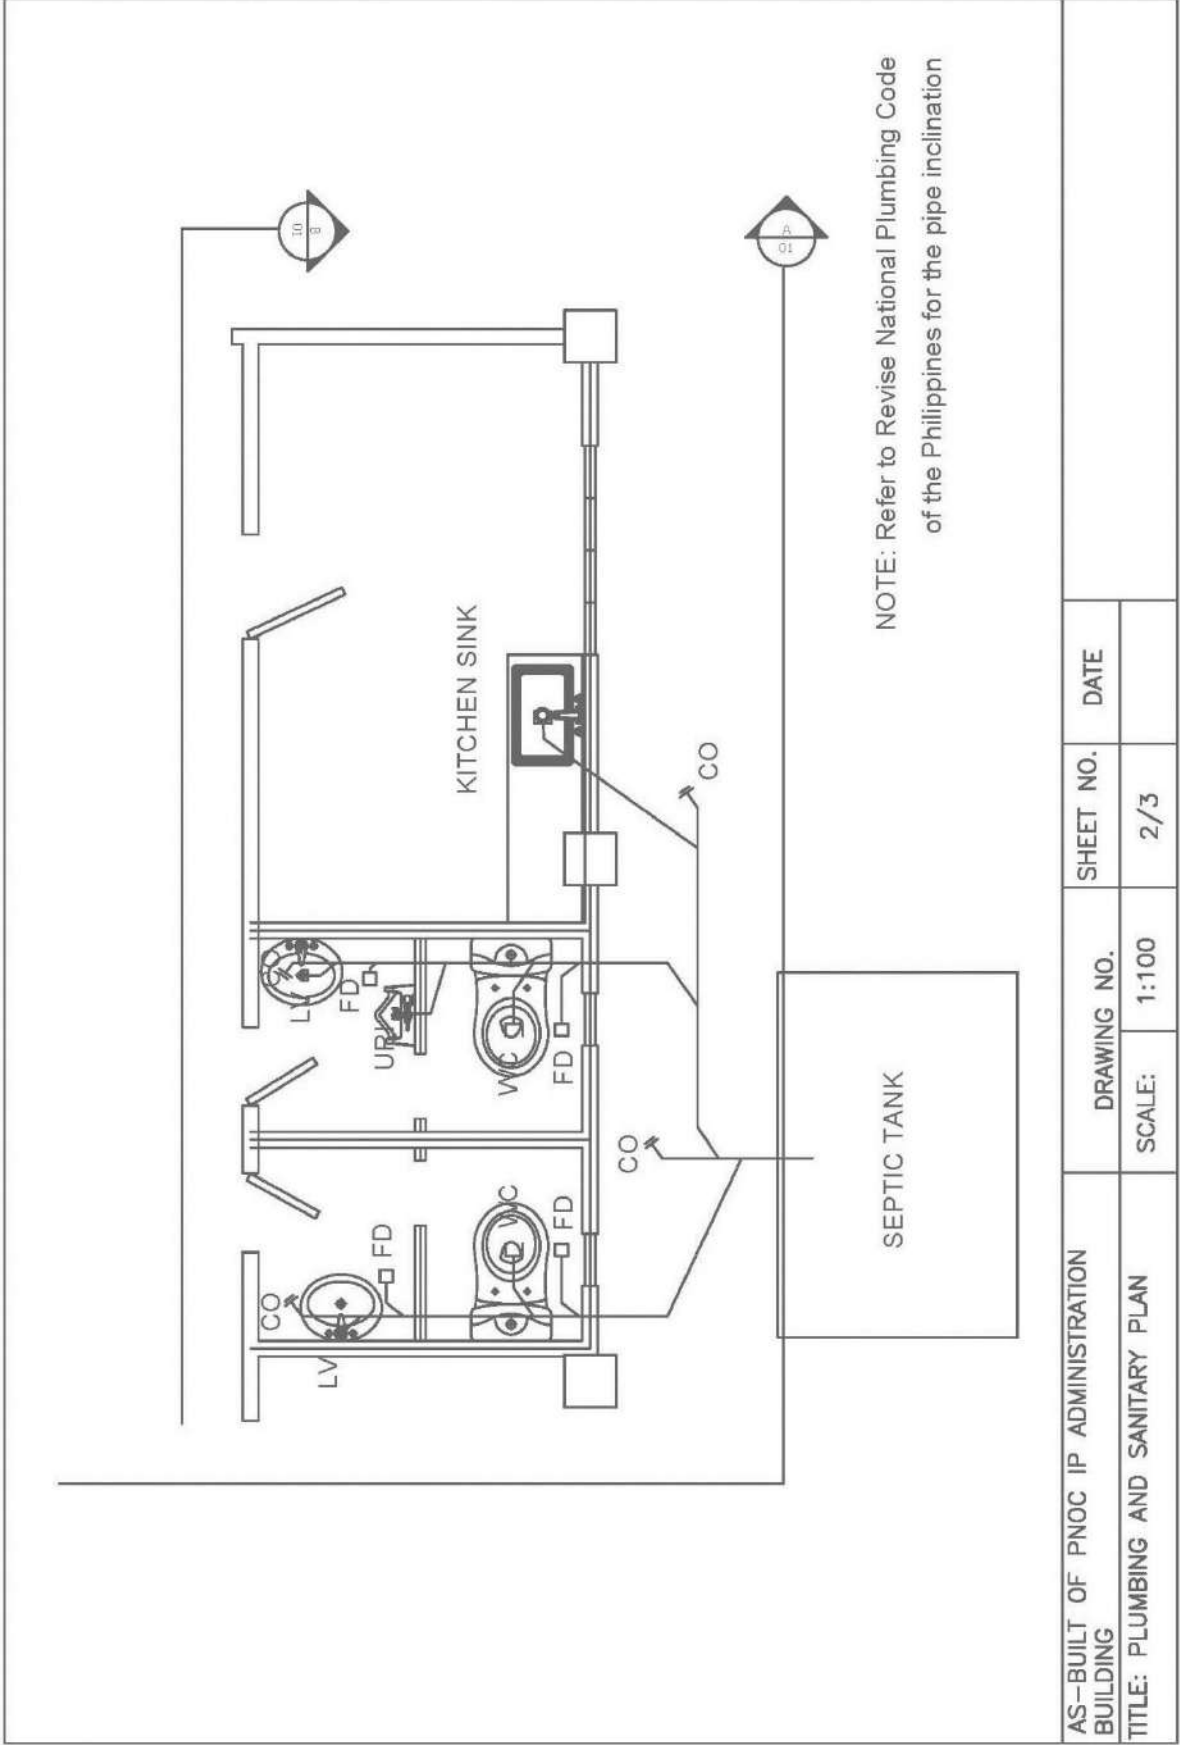 CO
CO
B
01
LV
LV
FD
FD
UR
KITCHEN SINK
WC
WC
FD
FD
CO
CO
A
01
SEPTIC TANK
NOTE: Refer to Revise National Plumbing Code
of the Philippines for the pipe inclination
AS-BUILT OF PNOC IP ADMINISTRATION
BUILDING
DRAWING NO.
SHEET NO.
DATE
TITLE: PLUMBING AND SANITARY PLAN
SCALE:
1:100
2/3